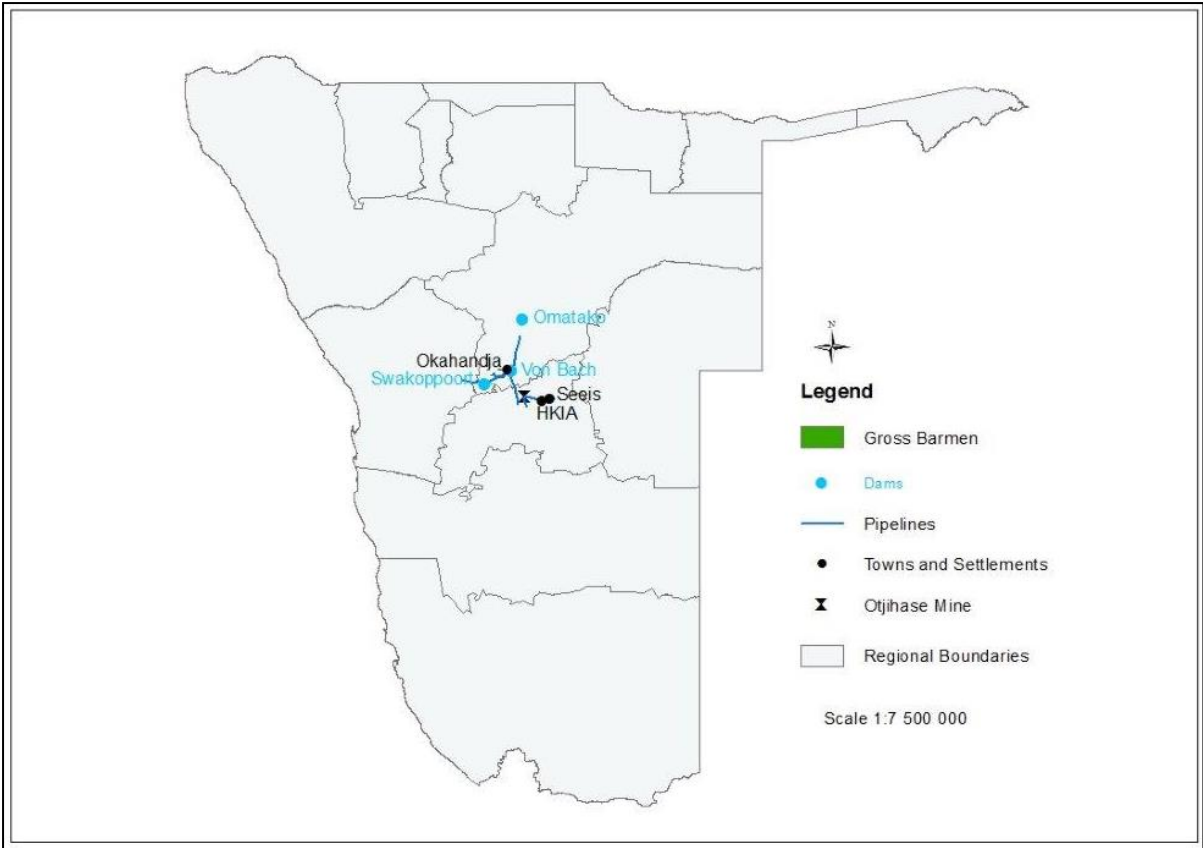 Omatako
Okahandja
Von Bach
Swakoppoort
Seeis
HKIA
N
Legend
Gross Barmen
Dams
Pipelines
Towns and Settlements
Otjihase Mine
Regional Boundaries
Scale 1:7 500 000